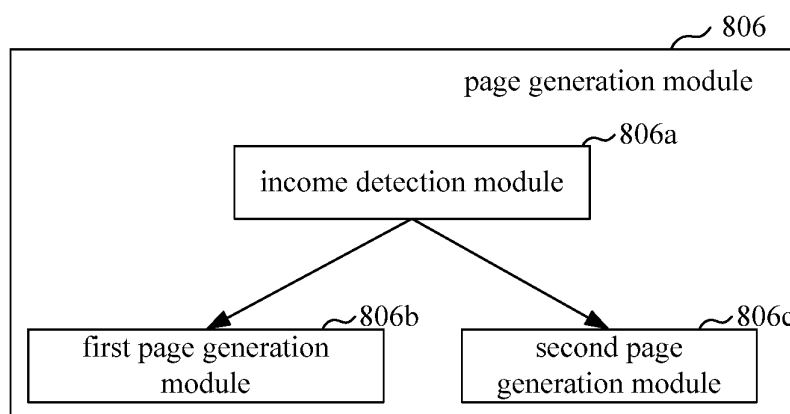 806
page generation module
806a
income detection module
806b
806c
first page generation
module
second page
generation module